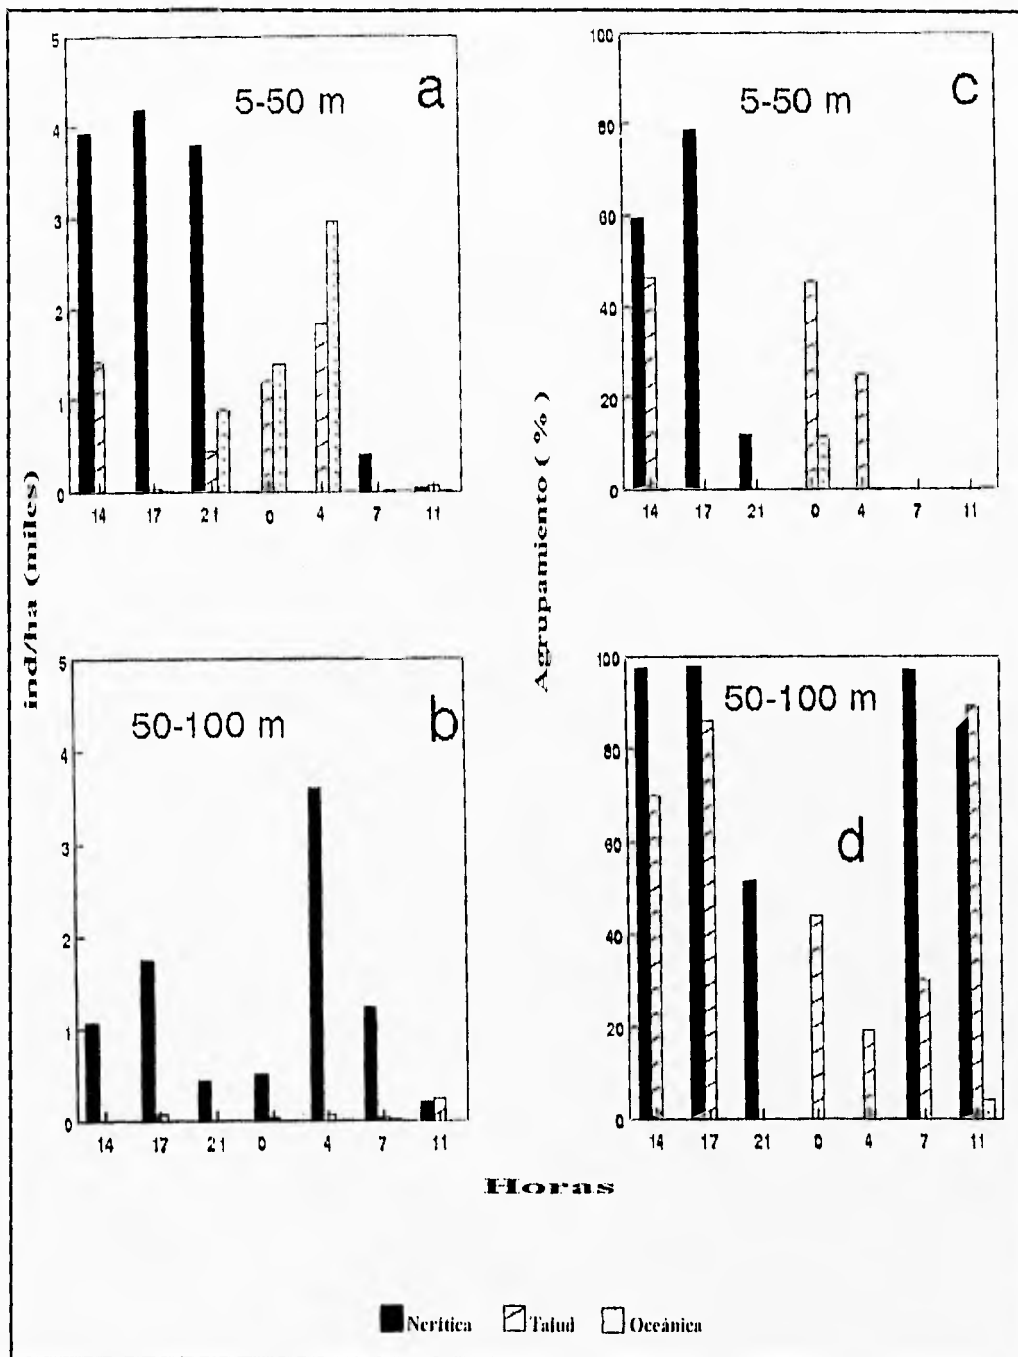 5
a
5-50 m
4
3
2
1
0
14 17 21 0 4 7 11
100
c
5-50 m
80
60
40
20
0
14 17 21 0 4 7 11
ind/ha (miles)
Agrupamiento ( % )
5
b
50-100 m
4
3
2
1
0
14 17 21 0 4 7 11
100
50-100 m
80
d
60
40
20
0
14 17 21 0 4 7 11
Horas
Nerítica Talud Oceánica